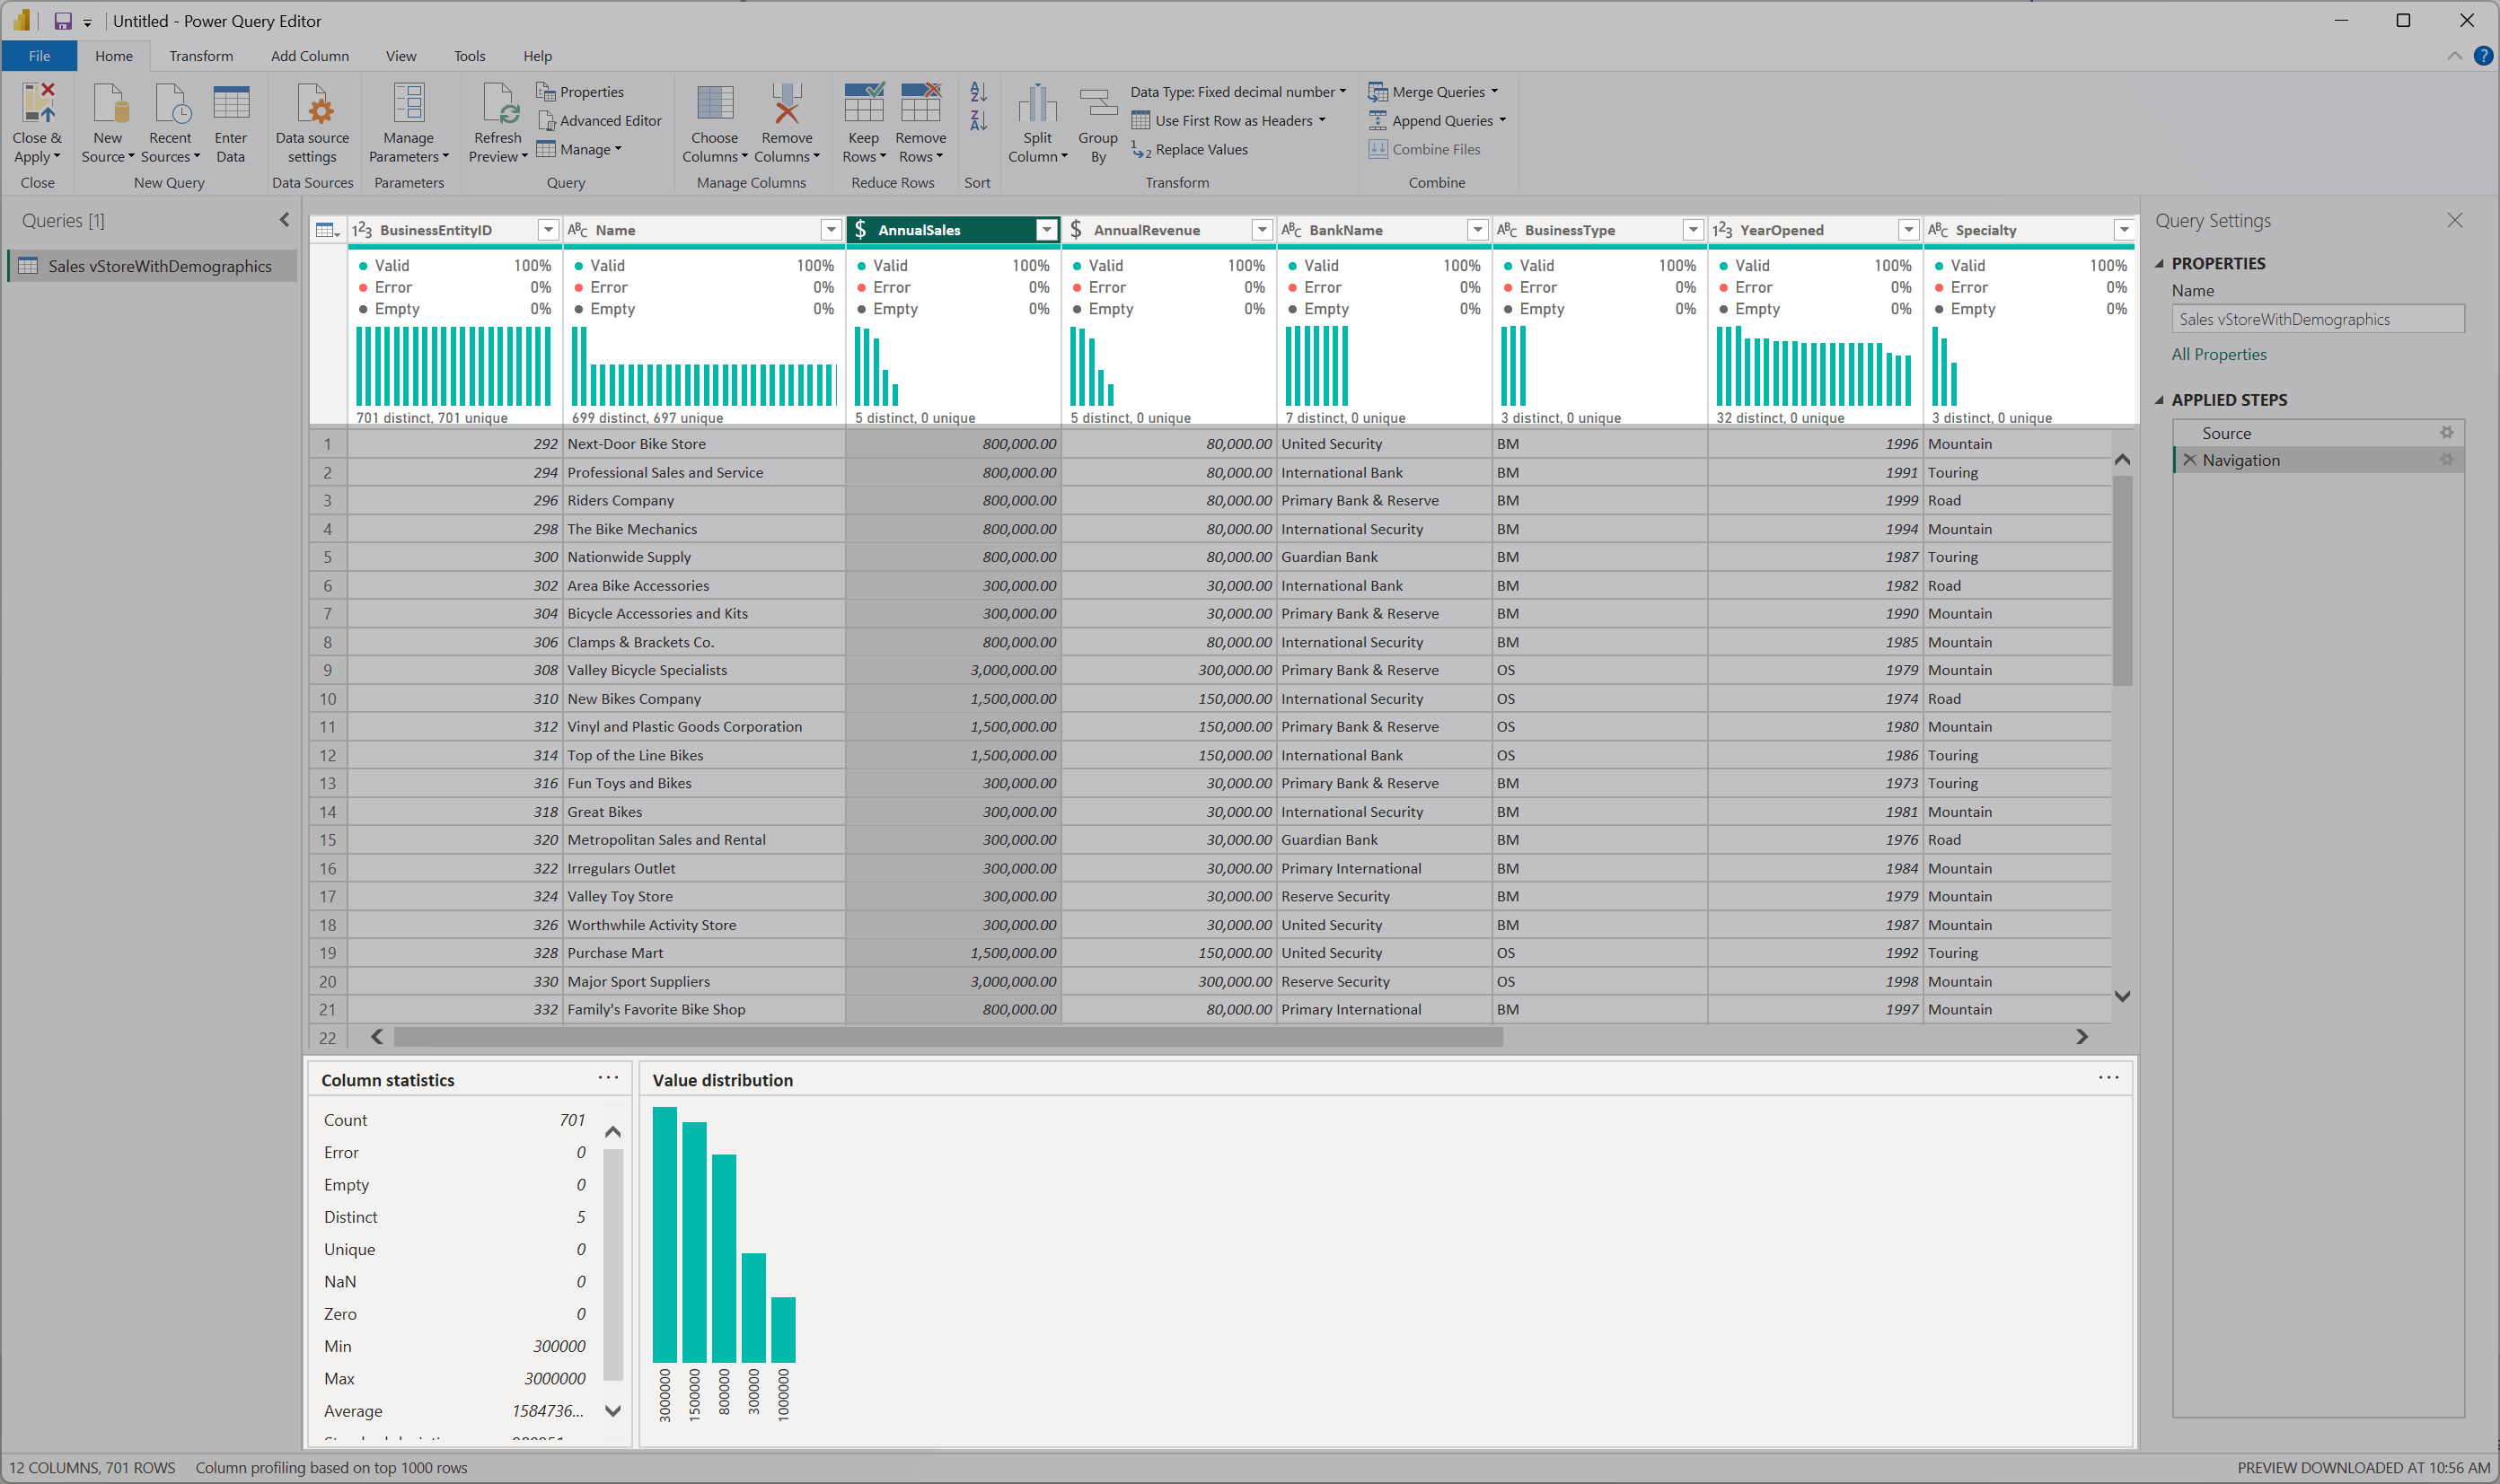 Untitled - Power Query Editor
File Home Transform Add Column View Tools Help
Close & Apply
Close
New Source
Recent Sources
Enter Data
New Query
Data source settings
Data Sources
Manage Parameters
Parameters
Refresh Preview
Properties
Advanced Editor
Manage
Query
Choose Columns
Remove Columns
Manage Columns
Keep Rows
Remove Rows
Reduce Rows
Sort
Split Column
Group By
Data Type: Fixed decimal number
Use First Row as Headers
Replace Values
Transform
Merge Queries
Append Queries
Combine Files
Combine
Queries [1]
Sales vStoreWithDemographics
BusinessEntityID Name AnnualSales AnnualRevenue BankName BusinessType YearOpened Specialty
Valid 100% Valid 100% Valid 100% Valid 100% Valid 100% Valid 100% Valid 100% Valid 100%
Error 0% Error 0% Error 0% Error 0% Error 0% Error 0% Error 0% Error 0%
Empty 0% Empty 0% Empty 0% Empty 0% Empty 0% Empty 0% Empty 0% Empty 0%
701 distinct, 701 unique 699 distinct, 697 unique 5 distinct, 0 unique 5 distinct, 0 unique 7 distinct, 0 unique 3 distinct, 0 unique 32 distinct, 0 unique 3 distinct, 0 unique
1 292 Next-Door Bike Store 800,000.00 80,000.00 United Security BM 1996 Mountain
2 294 Professional Sales and Service 800,000.00 80,000.00 International Bank BM 1991 Touring
3 296 Riders Company 800,000.00 80,000.00 Primary Bank & Reserve BM 1999 Road
4 298 The Bike Mechanics 800,000.00 80,000.00 International Security BM 1994 Mountain
5 300 Nationwide Supply 800,000.00 80,000.00 Guardian Bank BM 1987 Touring
6 302 Area Bike Accessories 300,000.00 30,000.00 International Bank BM 1982 Road
7 304 Bicycle Accessories and Kits 300,000.00 30,000.00 Primary Bank & Reserve BM 1990 Mountain
8 306 Clamps & Brackets Co. 800,000.00 80,000.00 International Security BM 1985 Mountain
9 308 Valley Bicycle Specialists 3,000,000.00 300,000.00 Primary Bank & Reserve OS 1979 Mountain
10 310 New Bikes Company 1,500,000.00 150,000.00 International Security OS 1974 Road
11 312 Vinyl and Plastic Goods Corporation 1,500,000.00 150,000.00 Primary Bank & Reserve OS 1980 Mountain
12 314 Top of the Line Bikes 1,500,000.00 150,000.00 International Bank OS 1986 Touring
13 316 Fun Toys and Bikes 300,000.00 30,000.00 Primary Bank & Reserve BM 1973 Touring
14 318 Great Bikes 300,000.00 30,000.00 International Security BM 1981 Mountain
15 320 Metropolitan Sales and Rental 300,000.00 30,000.00 Guardian Bank BM 1976 Road
16 322 Irregulars Outlet 300,000.00 30,000.00 Primary International BM 1984 Mountain
17 324 Valley Toy Store 300,000.00 30,000.00 Reserve Security BM 1979 Mountain
18 326 Worthwhile Activity Store 300,000.00 30,000.00 United Security BM 1987 Mountain
19 328 Purchase Mart 1,500,000.00 150,000.00 United Security OS 1992 Touring
20 330 Major Sport Suppliers 3,000,000.00 300,000.00 Reserve Security OS 1998 Mountain
21 332 Family's Favorite Bike Shop 800,000.00 80,000.00 Primary International BM 1997 Mountain
22
Query Settings
PROPERTIES
Name
Sales vStoreWithDemographics
All Properties
APPLIED STEPS
Source
Navigation
Column statistics
Count 701
Error 0
Empty 0
Distinct 5
Unique 0
NaN 0
Zero 0
Min 300000
Max 3000000
Average 1584736...
Value distribution
3000000 1500000 800000 300000 1000000
12 COLUMNS, 701 ROWS Column profiling based on top 1000 rows PREVIEW DOWNLOADED AT 10:56 AM